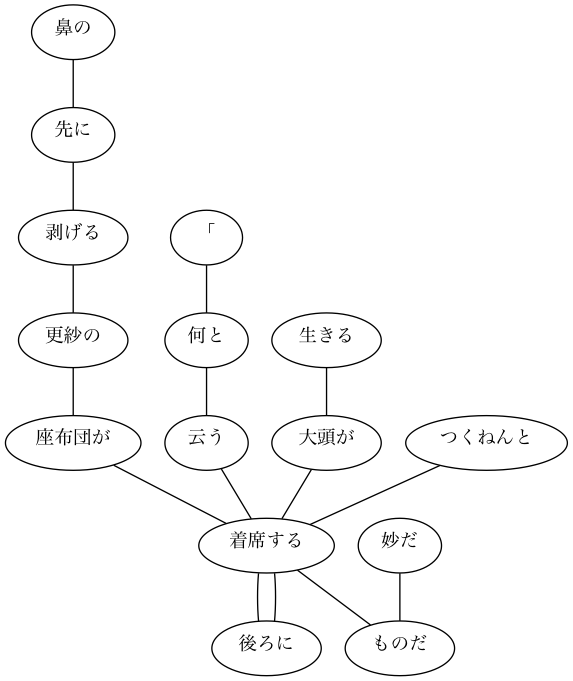 鼻の
先に
剥げる
「
更紗の
何と
生きる
座布団が
云う
大頭が
つくねんと
着席する
妙だ
後ろに
ものだ